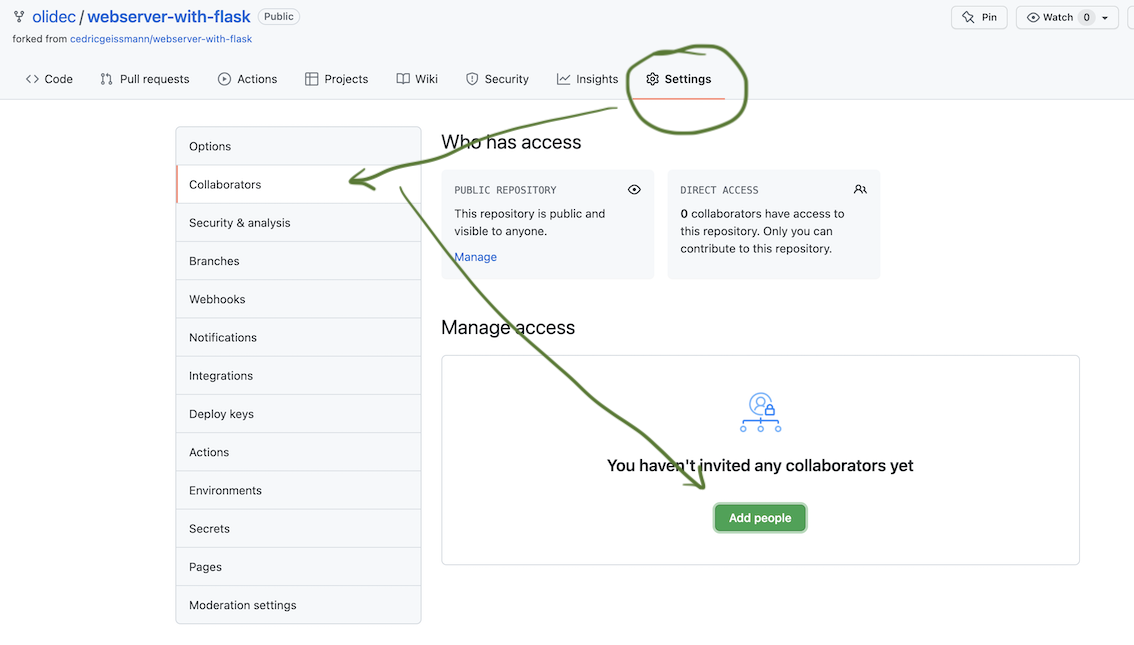 olidec / webserver-with-flask Public
Pin
Watch 0
forked from cedricgeissmann/webserver-with-flask
Code Pull requests Actions Projects Wiki Security Insights Settings
Options
Collaborators
Security & analysis
Branches
Webhooks
Notifications
Integrations
Deploy keys
Actions
Environments
Secrets
Pages
Moderation settings
Who has access
PUBLIC REPOSITORY
This repository is public and
visible to anyone.
Manage
DIRECT ACCESS
0 collaborators have access to
this repository. Only you can
contribute to this repository.
Manage access
You haven't invited any collaborators yet
Add people